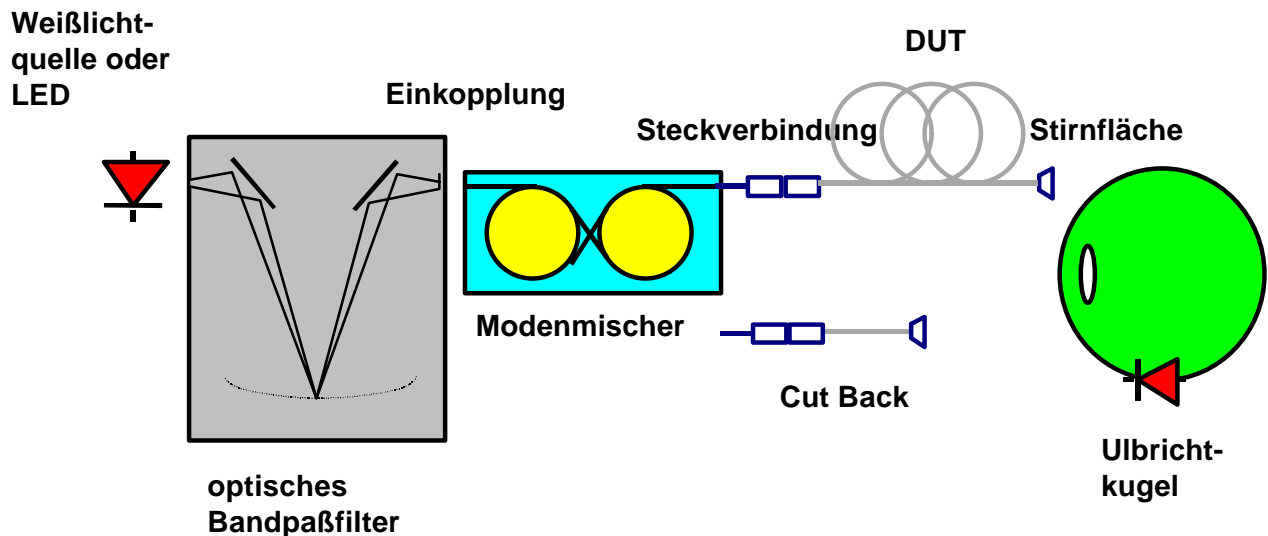 Weißlicht-
quelle oder
LED
Einkopplung
DUT
Steckverbindung
Stirnfläche
Modenmischer
Cut Back
Ulbricht-
kugel
optisches
Bandpaßfilter